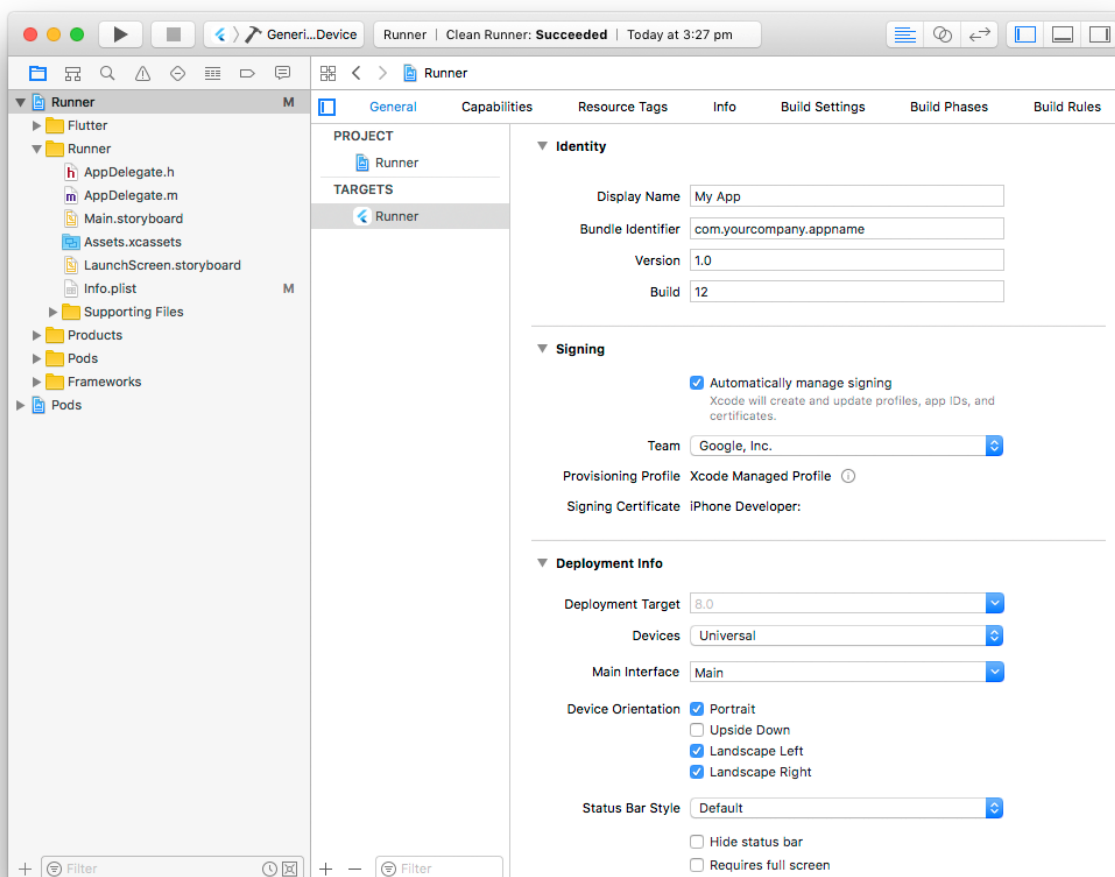 Generi...Device
Runner | Clean Runner: Succeeded | Today at 3:27 pm
Runner
Runner M
Flutter
Runner
AppDelegate.h
AppDelegate.m
Main.storyboard
Assets.xcassets
LaunchScreen.storyboard
Info.plist M
Supporting Files
Products
Pods
Frameworks
Pods
Filter
General Capabilities Resource Tags Info Build Settings Build Phases Build Rules
PROJECT
Runner
TARGETS
Runner
Filter
Identity
Display Name My App
Bundle Identifier com.yourcompany.appname
Version 1.0
Build 12
Signing
Automatically manage signing
Xcode will create and update profiles, app IDs, and
certificates.
Team Google, Inc.
Provisioning Profile Xcode Managed Profile
Signing Certificate iPhone Developer:
Deployment Info
Deployment Target 8.0
Devices Universal
Main Interface Main
Device Orientation Portrait
Upside Down
Landscape Left
Landscape Right
Status Bar Style Default
Hide status bar
Requires full screen